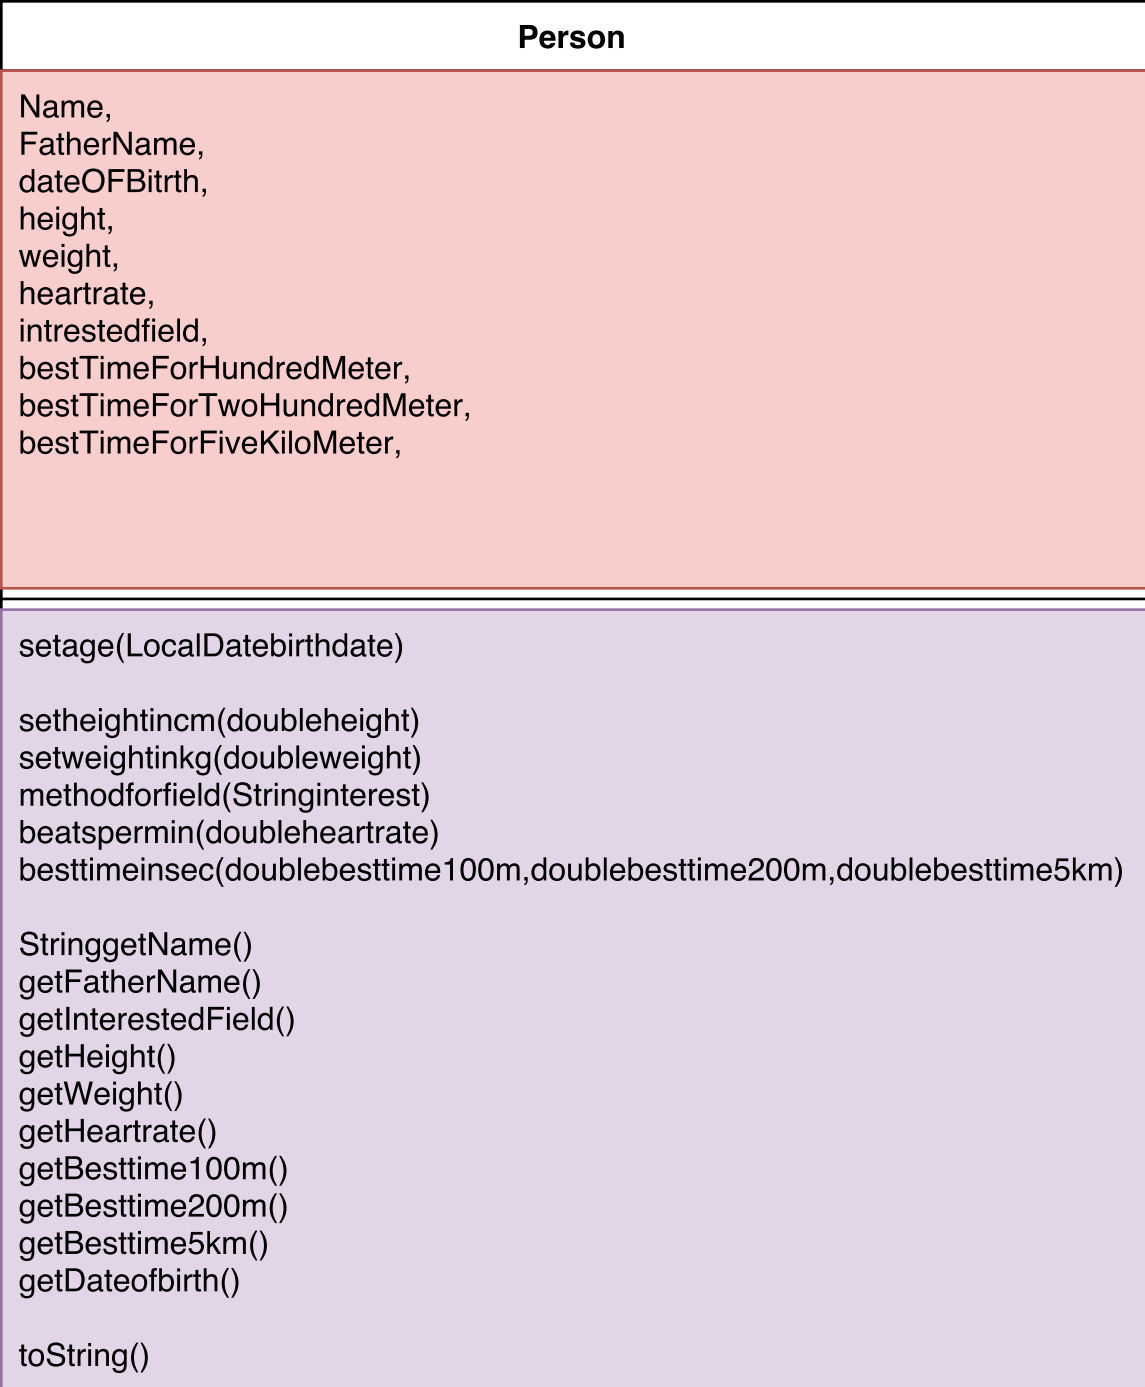 Person
Name,
FatherName,
dateOFBitrth,
height,
weight,
heartrate,
intrestedfield,
bestTimeForHundredMeter,
bestTimeForTwoHundredMeter,
bestTimeForFiveKiloMeter,
setage(LocalDatebirthdate)
setheightincm(doubleheight)
setweightinkg(doubleweight)
methodforfield(Stringinterest)
beatspermin(doubleheartrate)
besttimeinsec(doublebesttime100m,doublebesttime200m,doublebesttime5km)
StringgetName()
getFatherName()
getInterestedField()
getHeight()
getWeight()
getHeartrate()
getBesttime100m()
getBesttime200m()
getBesttime5km()
getDateofbirth()
toString()